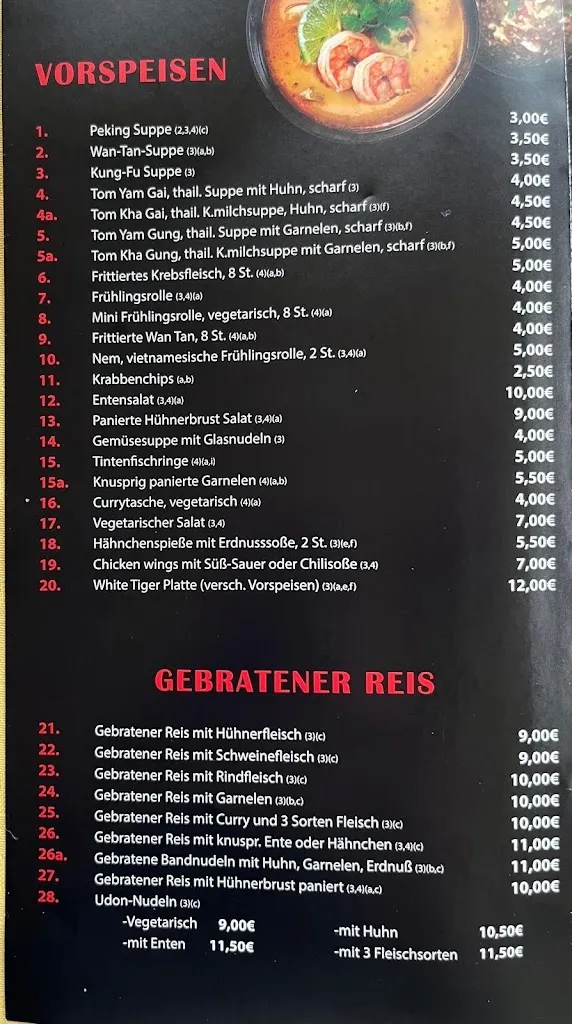 VORSPEISEN
1. Peking Suppe (2,3,4)(c) 3,00€
2. Wan-Tan-Suppe (3)(a,b) 3,50€
3. Kung-Fu Suppe (3) 3,50€
4. Tom Yam Gai, thail. Suppe mit Huhn, scharf (3) 4,00€
4a. Tom Kha Gai, thail. K.milchsuppe, Huhn, scharf (3)(f) 4,50€
5. Tom Yam Gung, thail. Suppe mit Garnelen, scharf (3)(b,f) 4,50€
5a. Tom Kha Gung, thail. K.milchsuppe mit Garnelen, scharf (3)(b,f) 5,00€
6. Frittiertes Krebsfleisch, 8 St. (4)(a,b) 5,00€
7. Frühlingsrolle (3,4)(a) 4,00€
8. Mini Frühlingsrolle, vegetarisch, 8 St. (4)(a) 4,00€
9. Frittierte Wan Tan, 8 St. (4)(a,b) 4,00€
10. Nem, vietnamesische Frühlingsrolle, 2 St. (3,4)(a) 5,00€
11. Krabbenchips (a,b) 2,50€
12. Entensalat (3,4)(a) 10,00€
13. Panierte Hühnerbrust Salat (3,4)(a) 9,00€
14. Gemüsesuppe mit Glasnudeln (3) 4,00€
15. Tintenfischringe (4)(a,i) 5,00€
15a. Knusprig panierte Garnelen (4)(a,b) 5,50€
16. Currytasche, vegetarisch (4)(a) 4,00€
17. Vegetarischer Salat (3,4) 7,00€
18. Hähnchenspieße mit Erdnusssoße, 2 St. (3)(e,f) 5,50€
19. Chicken wings mit Süß-Sauer oder Chilisoße (3,4) 7,00€
20. White Tiger Platte (versch. Vorspeisen) (3)(a,e,f) 12,00€
GEBRATENER REIS
21. Gebratener Reis mit Hühnerfleisch (3)(c) 9,00€
22. Gebratener Reis mit Schweinefleisch (3)(c) 9,00€
23. Gebratener Reis mit Rindfleisch (3)(c) 10,00€
24. Gebratener Reis mit Garnelen (3)(b,c) 10,00€
25. Gebratener Reis mit Curry und 3 Sorten Fleisch (3)(c) 10,00€
26. Gebratener Reis mit knuspr. Ente oder Hähnchen (3,4)(c) 11,00€
26a. Gebratene Bandnudeln mit Huhn, Garnelen, Erdnuß (3)(b,c) 11,00€
27. Gebratener Reis mit Hühnerbrust paniert (3,4)(a,c) 10,00€
28. Udon-Nudeln (3)(c)
-Vegetarisch 9,00€ -mit Huhn 10,50€
-mit Enten 11,50€ -mit 3 Fleischsorten 11,50€